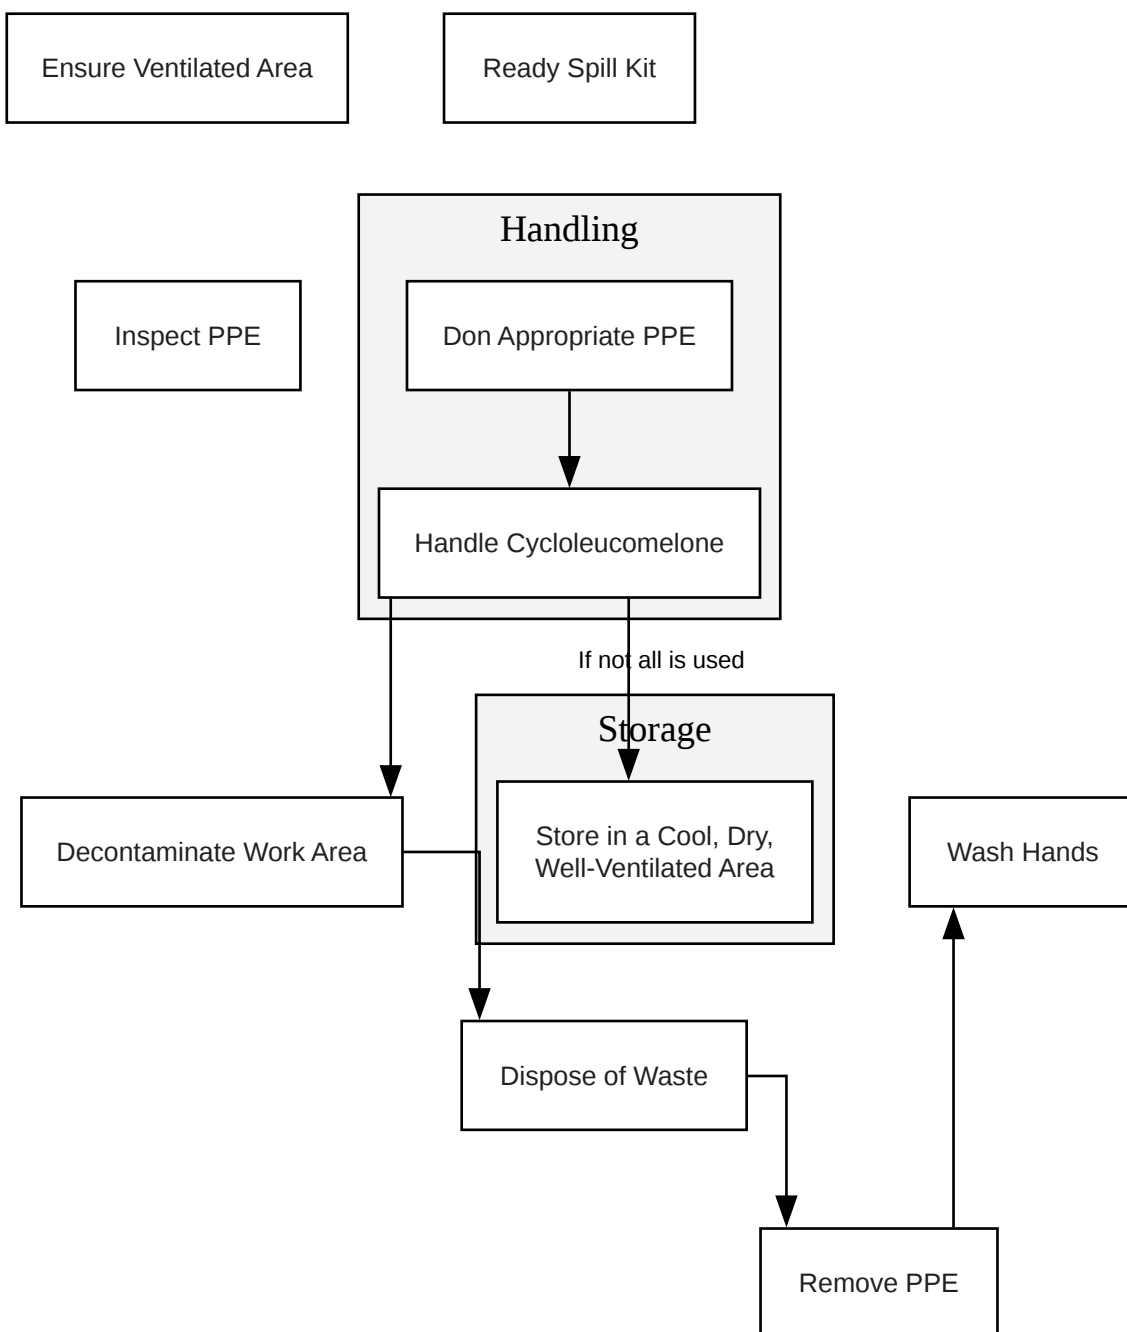 Ensure Ventilated Area
Ready Spill Kit
Handling
Inspect PPE
Don Appropriate PPE
Handle Cycloleucomelone
If not all is used
Storage
Decontaminate Work Area
Store in a Cool, Dry,
Well-Ventilated Area
Wash Hands
Dispose of Waste
Remove PPE